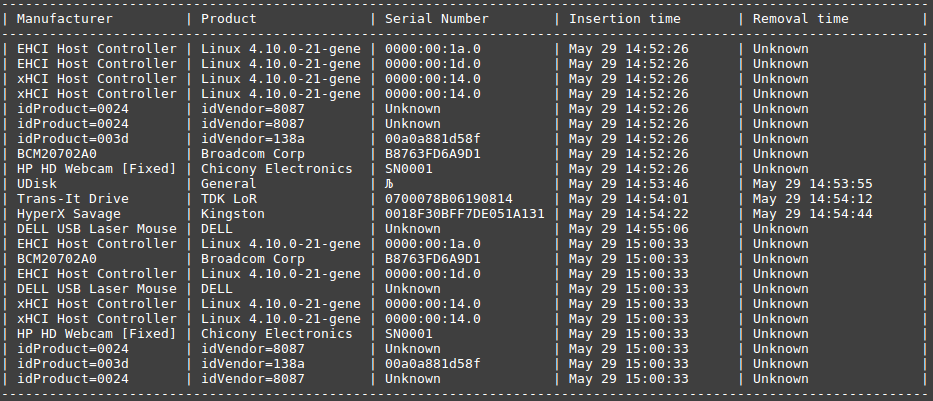 | Manufacturer | Product | Serial Number | Insertion time | Removal time |
| EHCI Host Controller | Linux 4.10.0-21-gene | 0000:00:1a.0 | May 29 14:52:26 | Unknown |
| EHCI Host Controller | Linux 4.10.0-21-gene | 0000:00:1d.0 | May 29 14:52:26 | Unknown |
| xHCI Host Controller | Linux 4.10.0-21-gene | 0000:00:14.0 | May 29 14:52:26 | Unknown |
| xHCI Host Controller | Linux 4.10.0-21-gene | 0000:00:14.0 | May 29 14:52:26 | Unknown |
| idProduct=0024 | idVendor=8087 | Unknown | May 29 14:52:26 | Unknown |
| idProduct=0024 | idVendor=8087 | Unknown | May 29 14:52:26 | Unknown |
| idProduct=003d | idVendor=138a | 00a0a881d58f | May 29 14:52:26 | Unknown |
| BCM20702A0 | Broadcom Corp | B8763FD6A9D1 | May 29 14:52:26 | Unknown |
| HP HD Webcam [Fixed] | Chicony Electronics | SN0001 | May 29 14:52:26 | Unknown |
| UDisk | General | Љ | May 29 14:53:46 | May 29 14:53:55 |
| Trans-It Drive | TDK LoR | 0700078B06190814 | May 29 14:54:01 | May 29 14:54:12 |
| HyperX Savage | Kingston | 0018F30BFF7DE051A131 | May 29 14:54:22 | May 29 14:54:44 |
| DELL USB Laser Mouse | DELL | Unknown | May 29 14:55:06 | Unknown |
| EHCI Host Controller | Linux 4.10.0-21-gene | 0000:00:1a.0 | May 29 15:00:33 | Unknown |
| BCM20702A0 | Broadcom Corp | B8763FD6A9D1 | May 29 15:00:33 | Unknown |
| EHCI Host Controller | Linux 4.10.0-21-gene | 0000:00:1d.0 | May 29 15:00:33 | Unknown |
| DELL USB Laser Mouse | DELL | Unknown | May 29 15:00:33 | Unknown |
| xHCI Host Controller | Linux 4.10.0-21-gene | 0000:00:14.0 | May 29 15:00:33 | Unknown |
| xHCI Host Controller | Linux 4.10.0-21-gene | 0000:00:14.0 | May 29 15:00:33 | Unknown |
| HP HD Webcam [Fixed] | Chicony Electronics | SN0001 | May 29 15:00:33 | Unknown |
| idProduct=0024 | idVendor=8087 | Unknown | May 29 15:00:33 | Unknown |
| idProduct=003d | idVendor=138a | 00a0a881d58f | May 29 15:00:33 | Unknown |
| idProduct=0024 | idVendor=8087 | Unknown | May 29 15:00:33 | Unknown |